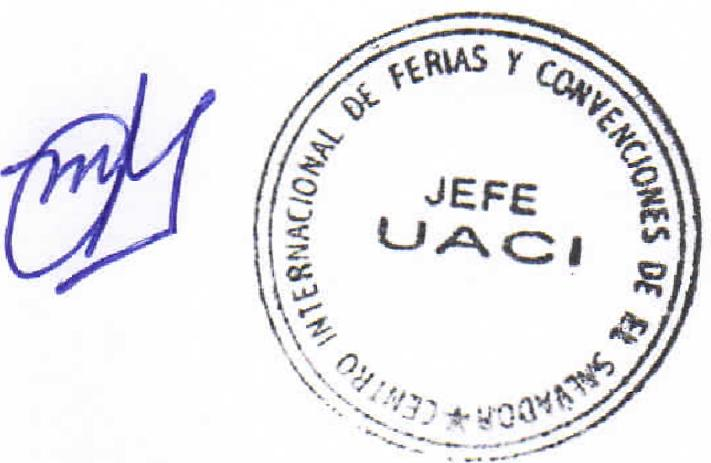 CENTRO INTERNACIONAL DE FERIAS Y CONVENCIONES DE EL SALVADOR *
JEFE
UACI